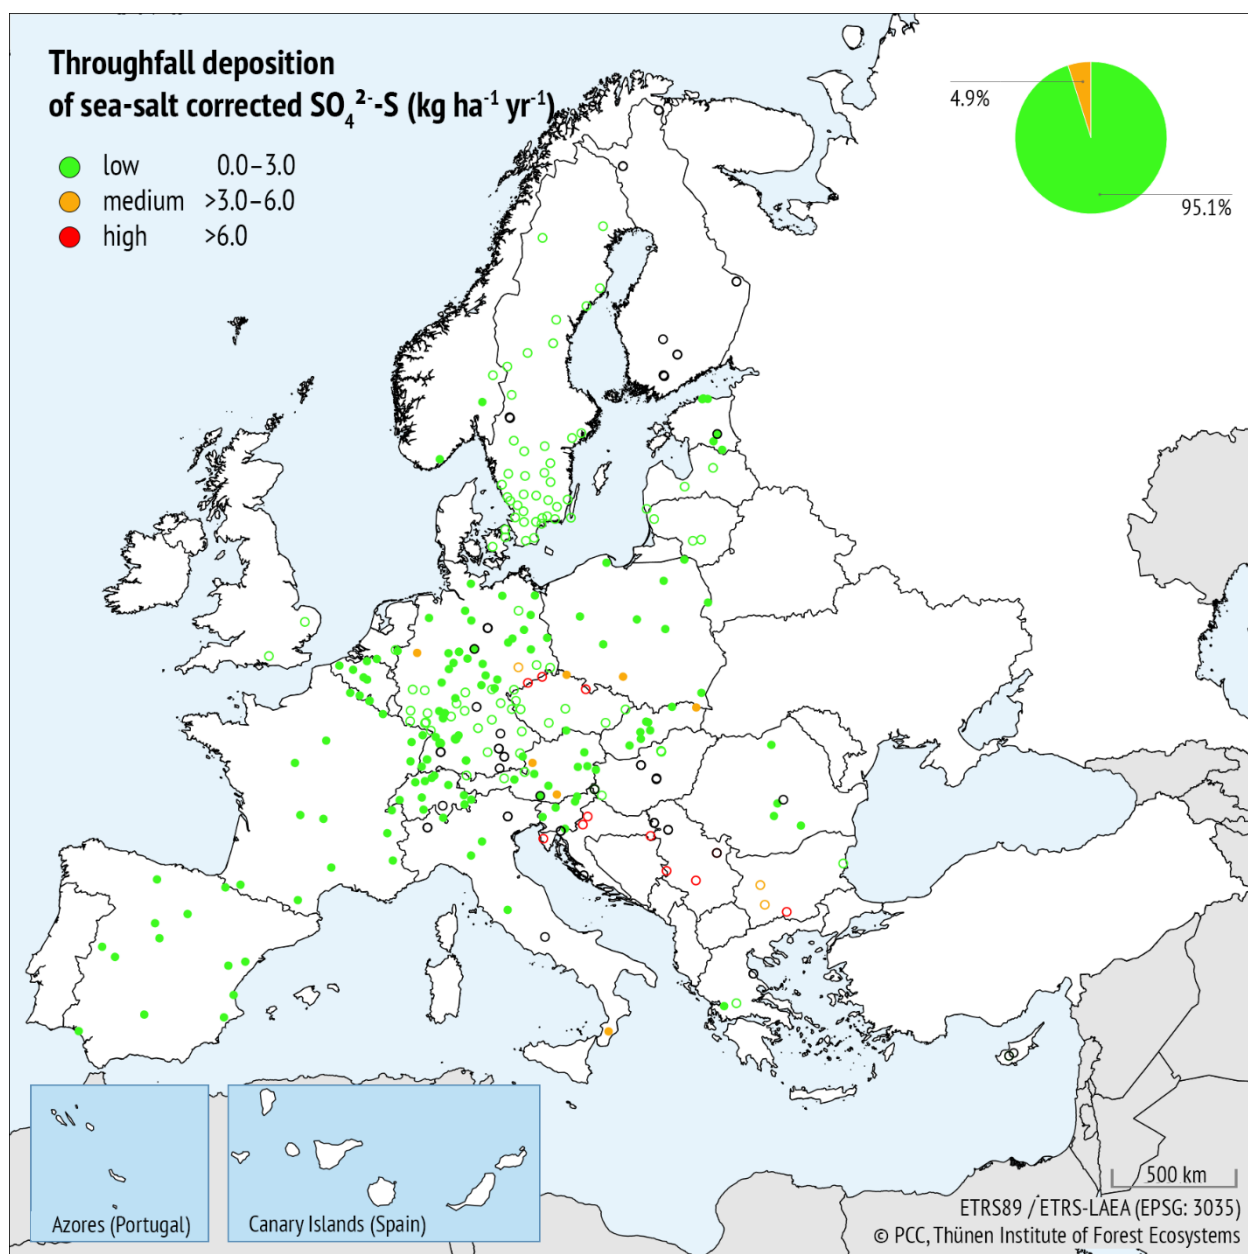 Throughfall deposition
of sea-salt corrected SO₄²⁻-S (kg ha⁻¹ yr⁻¹)
low 0.0–3.0
medium >3.0–6.0
high >6.0
4.9%
95.1%
Azores (Portugal)
Canary Islands (Spain)
500 km
ETRS89 / ETRS-LAEA (EPSG: 3035)
© PCC, Thünen Institute of Forest Ecosystems